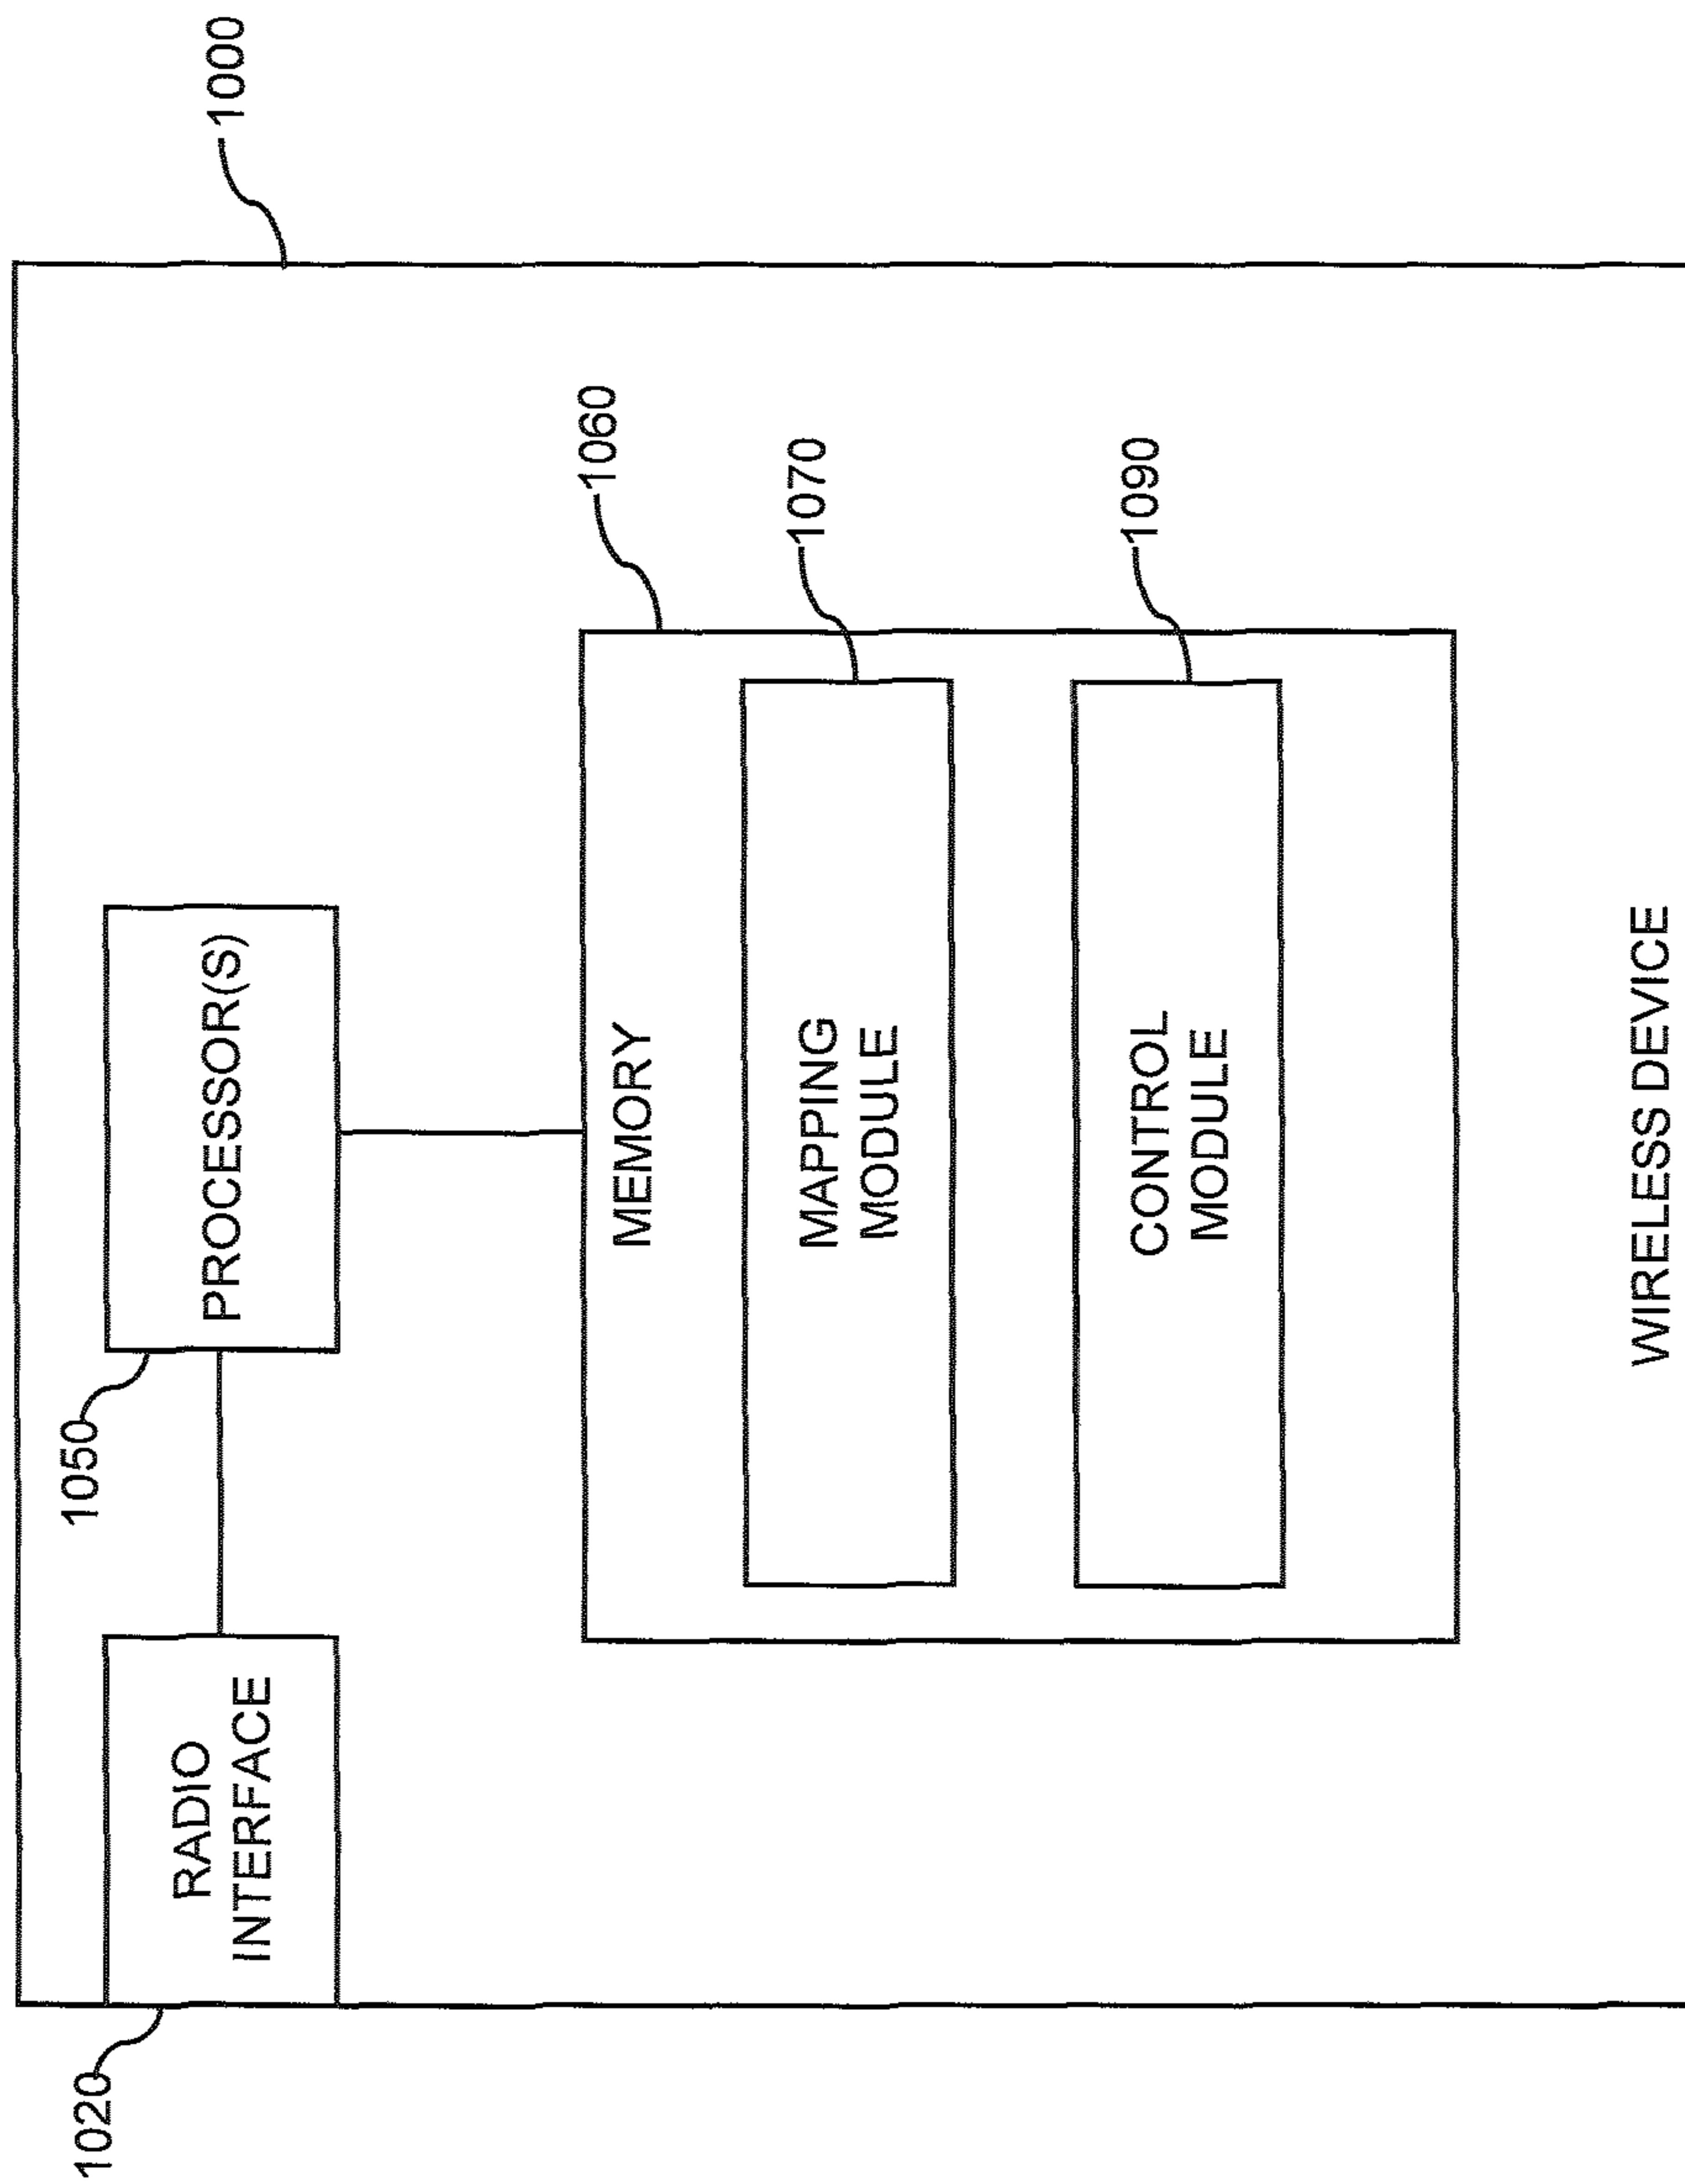 1000
1020
RADIO
INTERFACE
1050
PROCESSOR(S)
1060
MEMORY
1070
MAPPING
MODULE
1090
CONTROL
MODULE
WIRELESS DEVICE